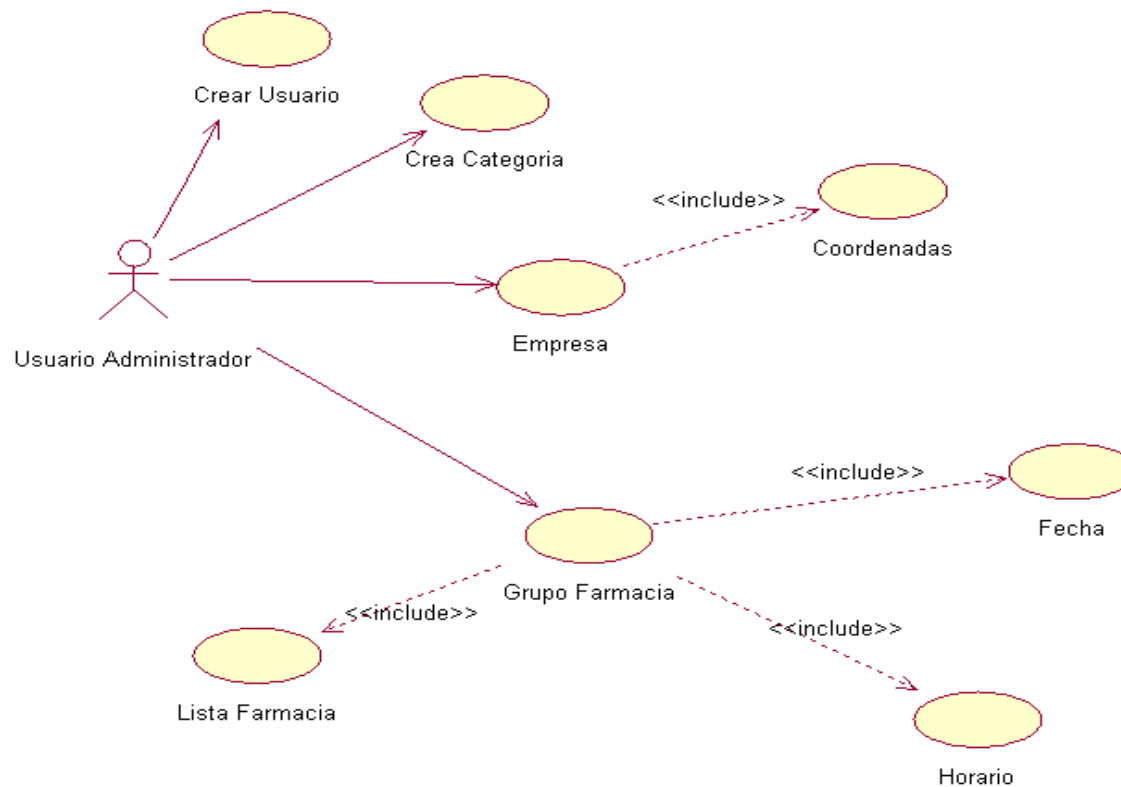 Crear Usuario
Crea Categoria
<<include>>
Coordenadas
Empresa
Usuario Administrador
<<include>>
Fecha
Grupo Farmacia
<<include>>
<<include>>
Lista Farmacia
Horario